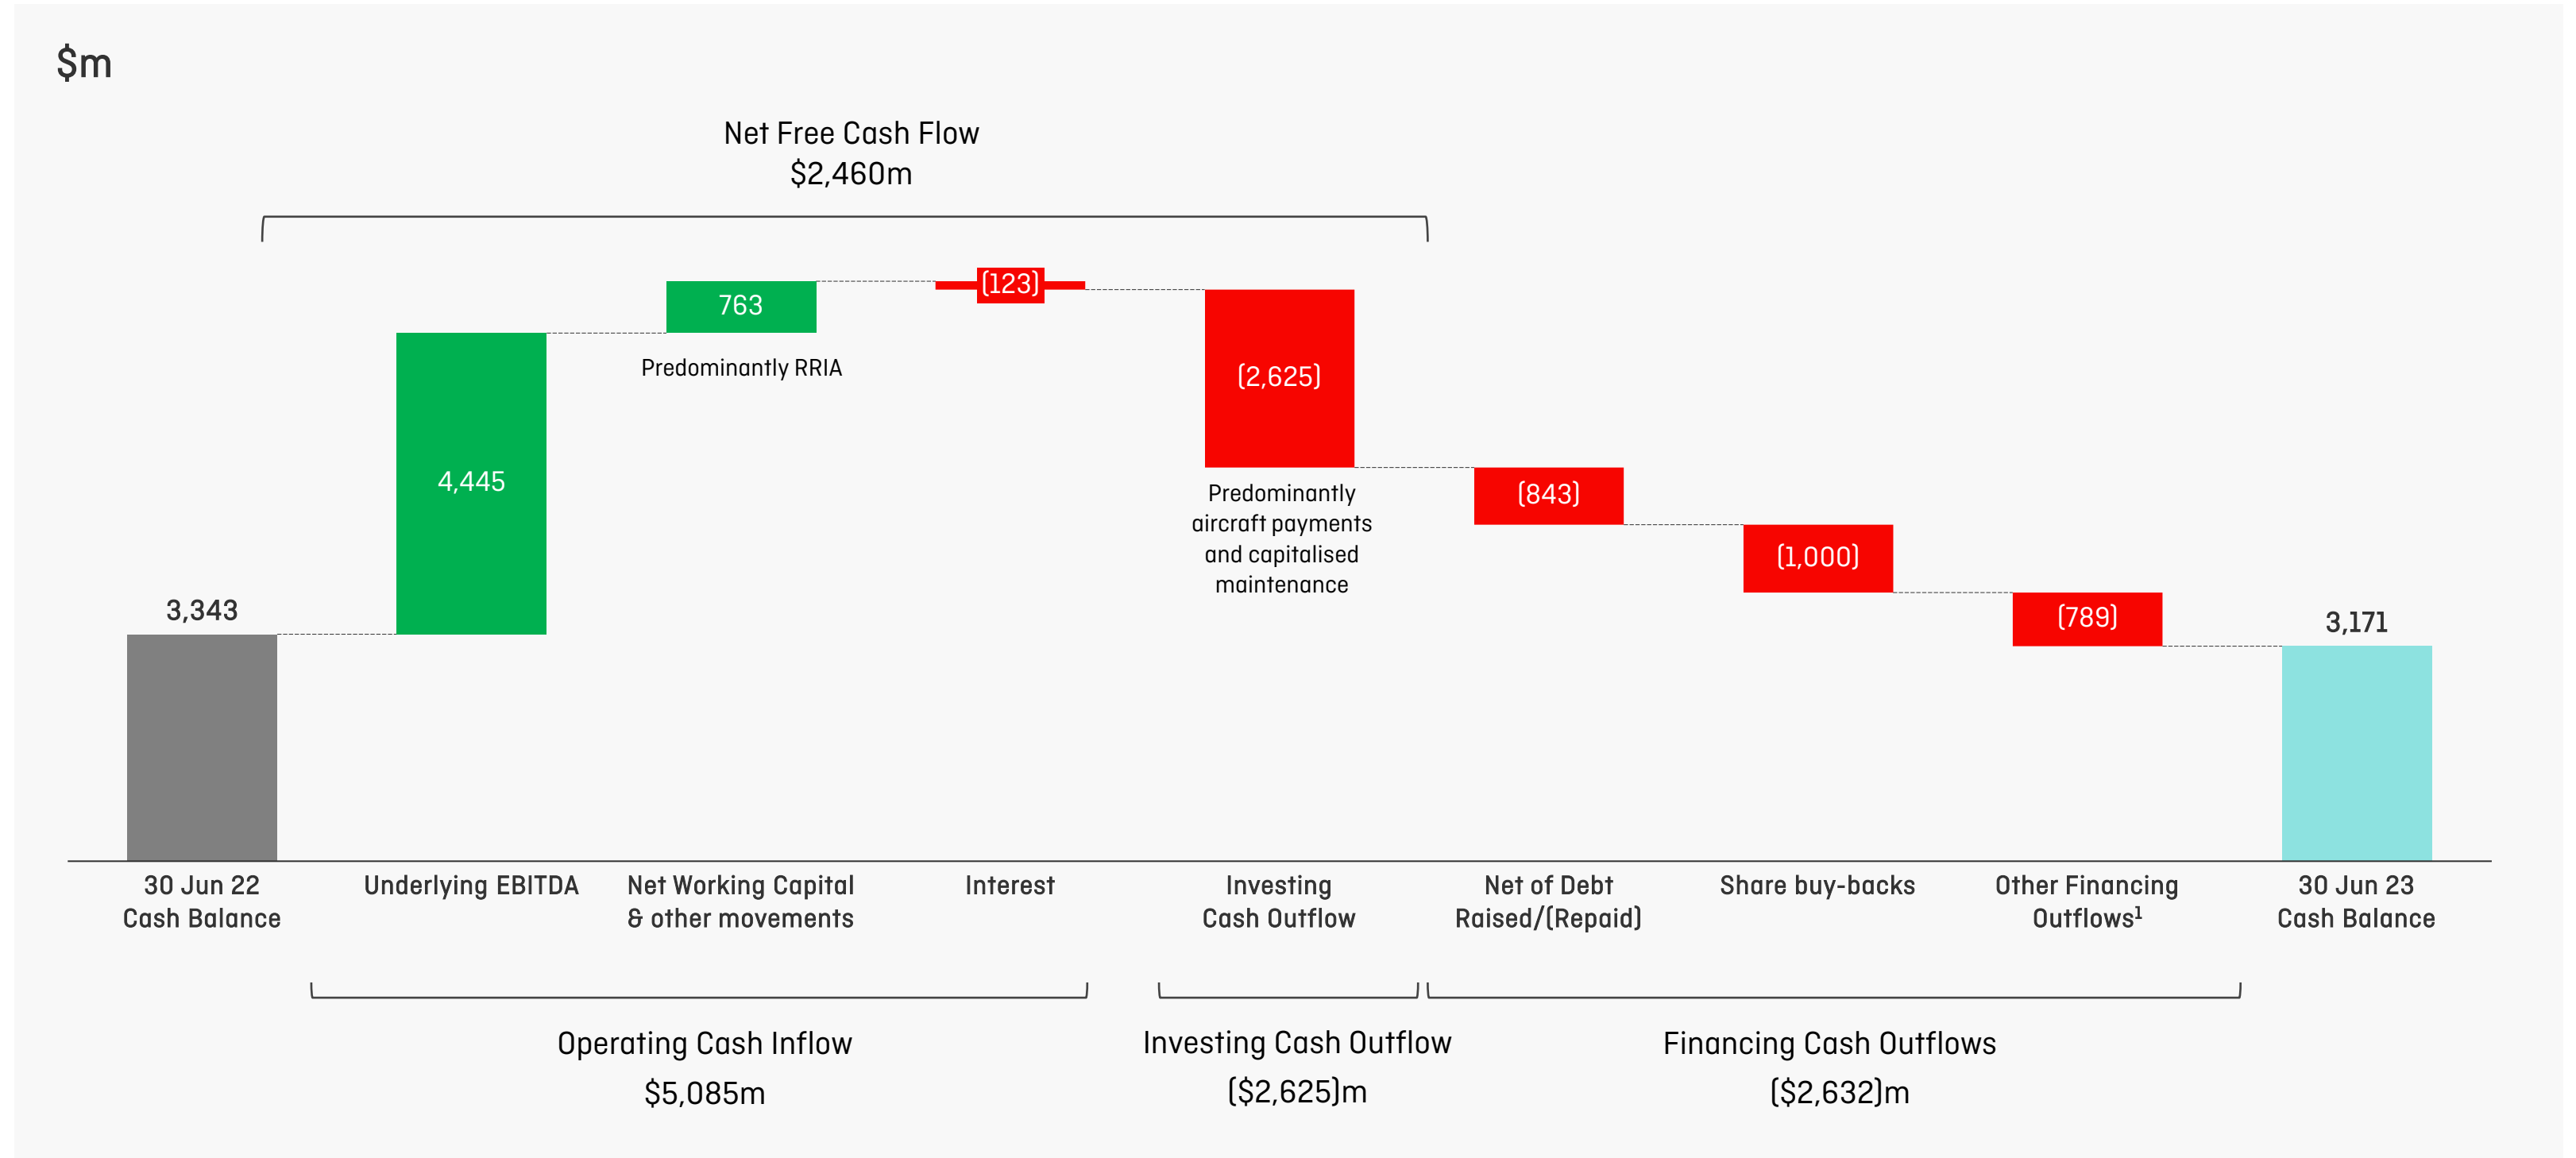 $m
Net Free Cash Flow
$2,460m
(123)
763
Predominantly RRIA
(2,625)
4,445
Predominantly
aircraft payments
and capitalised
maintenance
(843)
(1,000)
3,343
(789)
3,171
30 Jun 22
Cash Balance
Underlying EBITDA
Net Working Capital
& other movements
Interest
Investing
Cash Outflow
Net of Debt
Raised/(Repaid)
Share buy-backs
Other Financing
Outflows¹
30 Jun 23
Cash Balance
Operating Cash Inflow
$5,085m
Investing Cash Outflow
($2,625)m
Financing Cash Outflows
($2,632)m